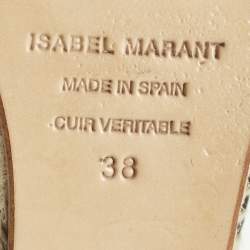 ISABEL MARANT
MADE IN SPAIN
CUIR VERITABLE
38